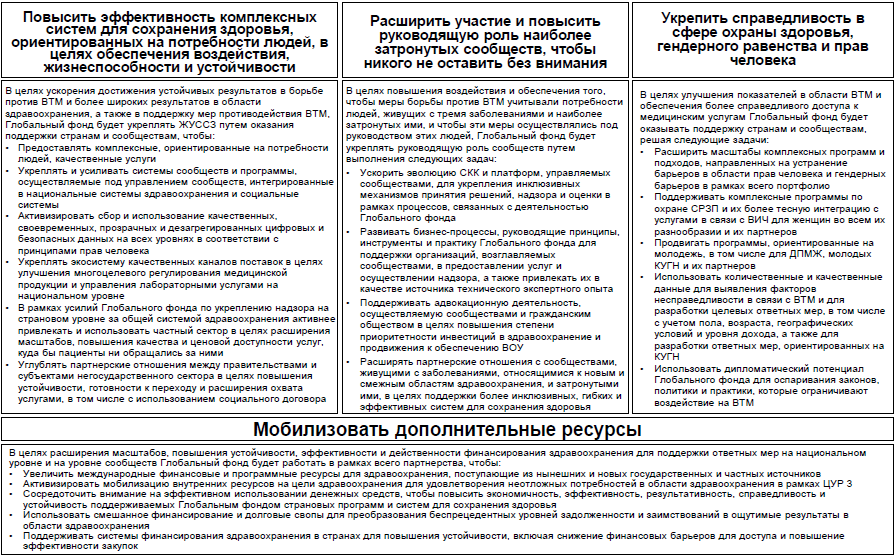 Повысить эффективность комплексных
систем для сохранения здоровья,
ориентированных на потребности людей, в
целях обеспечения воздействия,
жизнеспособности и устойчивости
В целях ускорения достижения устойчивых результатов в борьбе
против ВТМ и более широких результатов в области
здравоохранения, а также в поддержку мер противодействия ВТМ,
Глобальный фонд будет укреплять ЖУССЗ путем оказания
поддержки странам и сообществам, чтобы:
• Предоставлять комплексные, ориентированные на потребности
людей, качественные услуги
• Укреплять и усиливать системы сообществ и программы,
осуществляемые под управлением сообществ, интегрированные
в национальные системы здравоохранения и социальные
системы
• Активизировать сбор и использование качественных,
своевременных, прозрачных и дезагрегированных цифровых и
безопасных данных на всех уровнях в соответствии с
принципами прав человека
• Укреплять экосистему качественных каналов поставок в целях
улучшения многоцелевого регулирования медицинской
продукции и управления лабораторными услугами на
национальном уровне
• В рамках усилий Глобального фонда по укреплению надзора на
страновом уровне за общей системой здравоохранения активнее
привлекать и использовать частный сектор в целях расширения
масштабов, повышения качества и ценовой доступности услуг,
куда бы пациенты ни обращались за ними
• Углублять партнерские отношения между правительствами и
субъектами негосударственного сектора в целях повышения
устойчивости, готовности к переходу и расширения охвата
услугами, в том числе с использованием социального договора
Расширить участие и повысить
руководящую роль наиболее
затронутых сообществ, чтобы
никого не оставить без внимания
В целях повышения воздействия и обеспечения того,
чтобы меры борьбы против ВТМ учитывали потребности
людей, живущих с тремя заболеваниями и наиболее
затронутых ими, и чтобы эти меры осуществлялись под
руководством этих людей, Глобальный фонд будет
укреплять руководящую роль сообществ путем
выполнения следующих задач:
• Ускорить эволюцию СКК и платформ, управляемых
сообществами, для укрепления инклюзивных
механизмов принятия решений, надзора и оценки в
рамках процессов, связанных с деятельностью
Глобального фонда
• Развивать бизнес-процессы, руководящие принципы,
инструменты и практику Глобального фонда для
поддержки организаций, возглавляемых
сообществами, в предоставлении услуг и
осуществлении надзора, а также привлекать их в
качестве источника технического экспертного опыта
• Поддерживать адвокационную деятельность,
осуществляемую сообществами и гражданским
обществом в целях повышения степени
приоритетности инвестиций в здравоохранение и
продвижения к обеспечению ВОУ
• Расширять партнерские отношения с сообществами,
живущими с заболеваниями, относящимися к новым и
смежным областям здравоохранения, и затронутыми
ими, в целях поддержки более инклюзивных, гибких и
эффективных систем для сохранения здоровья
Укрепить справедливость в
сфере охраны здоровья,
гендерного равенства и прав
человека
В целях улучшения показателей в области ВТМ и
обеспечения более справедливого доступа к
медицинским услугам Глобальный фонд будет
оказывать поддержку странам и сообществам,
решая следующие задачи:
• Расширить масштабы комплексных программ и
подходов, направленных на устранение
барьеров в области прав человека и гендерных
барьеров в рамках всего портфолио
• Поддерживать комплексные программы по
охране СРЗП и их более тесную интеграцию с
услугами в связи с ВИЧ для женщин во всем их
разнообразии и их партнеров
• Продвигать программы, ориентированные на
молодежь, в том числе для ДПМЖ, молодых
КУГН и их партнеров
• Использовать количественные и качественные
данные для выявления факторов
несправедливости в связи с ВТМ и для
разработки целевых ответных мер, в том числе
с учетом пола, возраста, географических
условий и уровня дохода, а также для
разработки ответных мер, ориентированных на
КУГН
• Использовать дипломатический потенциал
Глобального фонда для оспаривания законов,
политики и практики, которые ограничивают
воздействие на ВТМ
Мобилизовать дополнительные ресурсы
В целях расширения масштабов, повышения устойчивости, эффективности и действенности финансирования здравоохранения для поддержки ответных мер на национальном
уровне и на уровне сообществ Глобальный фонд будет работать в рамках всего партнерства, чтобы:
• Увеличить международные финансовые и программные ресурсы для здравоохранения, поступающие из нынешних и новых государственных и частных источников
• Активизировать мобилизацию внутренних ресурсов на цели здравоохранения для удовлетворения неотложных потребностей в области здравоохранения в рамках ЦУР 3
• Сосредоточить внимание на эффективном использовании денежных средств, чтобы повысить экономичность, эффективность, результативность, справедливость и
устойчивость поддерживаемых Глобальным фондом страновых программ и систем для сохранения здоровья
• Использовать смешанное финансирование и долговые свопы для преобразования беспрецедентных уровней задолженности и заимствований в ощутимые результаты в
области здравоохранения
• Поддерживать системы финансирования здравоохранения в странах для повышения устойчивости, включая снижение финансовых барьеров для доступа и повышение
эффективности закупок